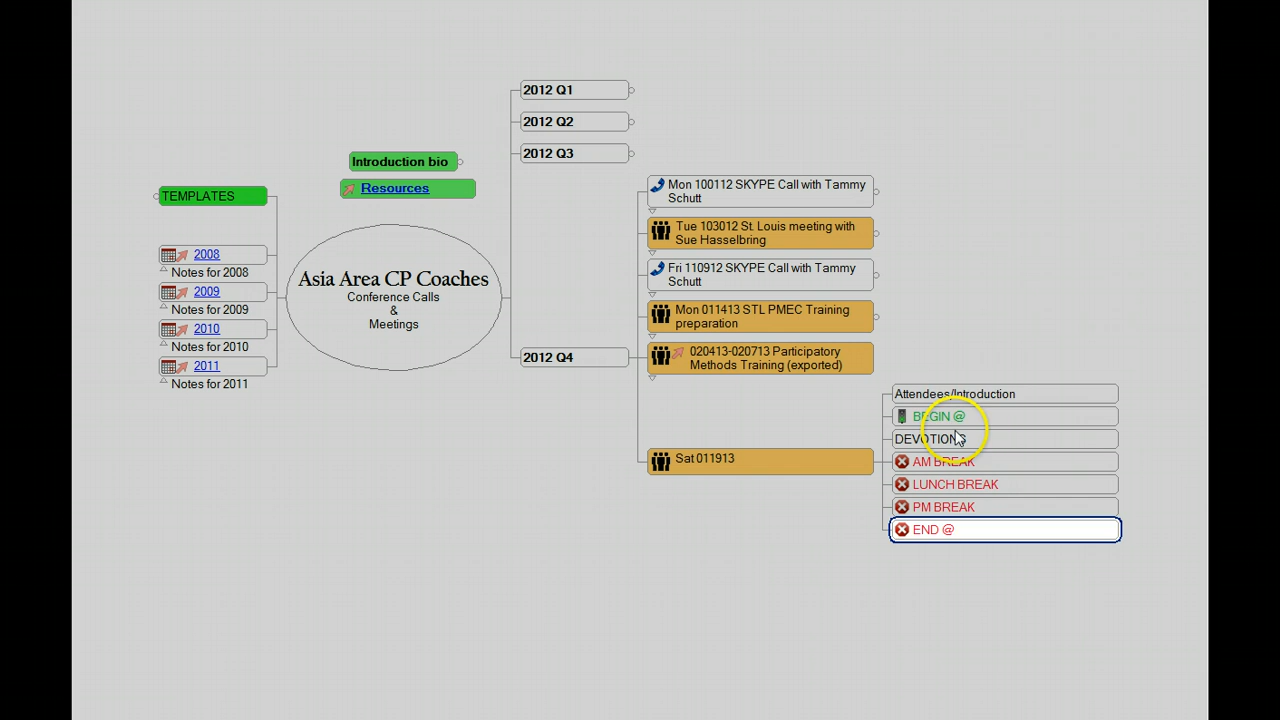 2012 Q1
2012 Q2
2012 Q3
Introduction bio
Resources
TEMPLATES
2008
Notes for 2008
2009
Notes for 2009
2010
Notes for 2010
2011
Notes for 2011
Asia Area CP Coaches
Conference Calls
&
Meetings
2012 Q4
Mon 100112 SKYPE Call with Tammy
Schutt
Tue 103012 St. Louis meeting with
Sue Hasselbring
Fri 110912 SKYPE Call with Tammy
Schutt
Mon 011413 STL PMEC Training
preparation
020413-020713 Participatory
Methods Training (exported)
Sat 011913
Attendees/Introduction
BEGIN @
DEVOTIONS
AM BREAK
LUNCH BREAK
PM BREAK
END @